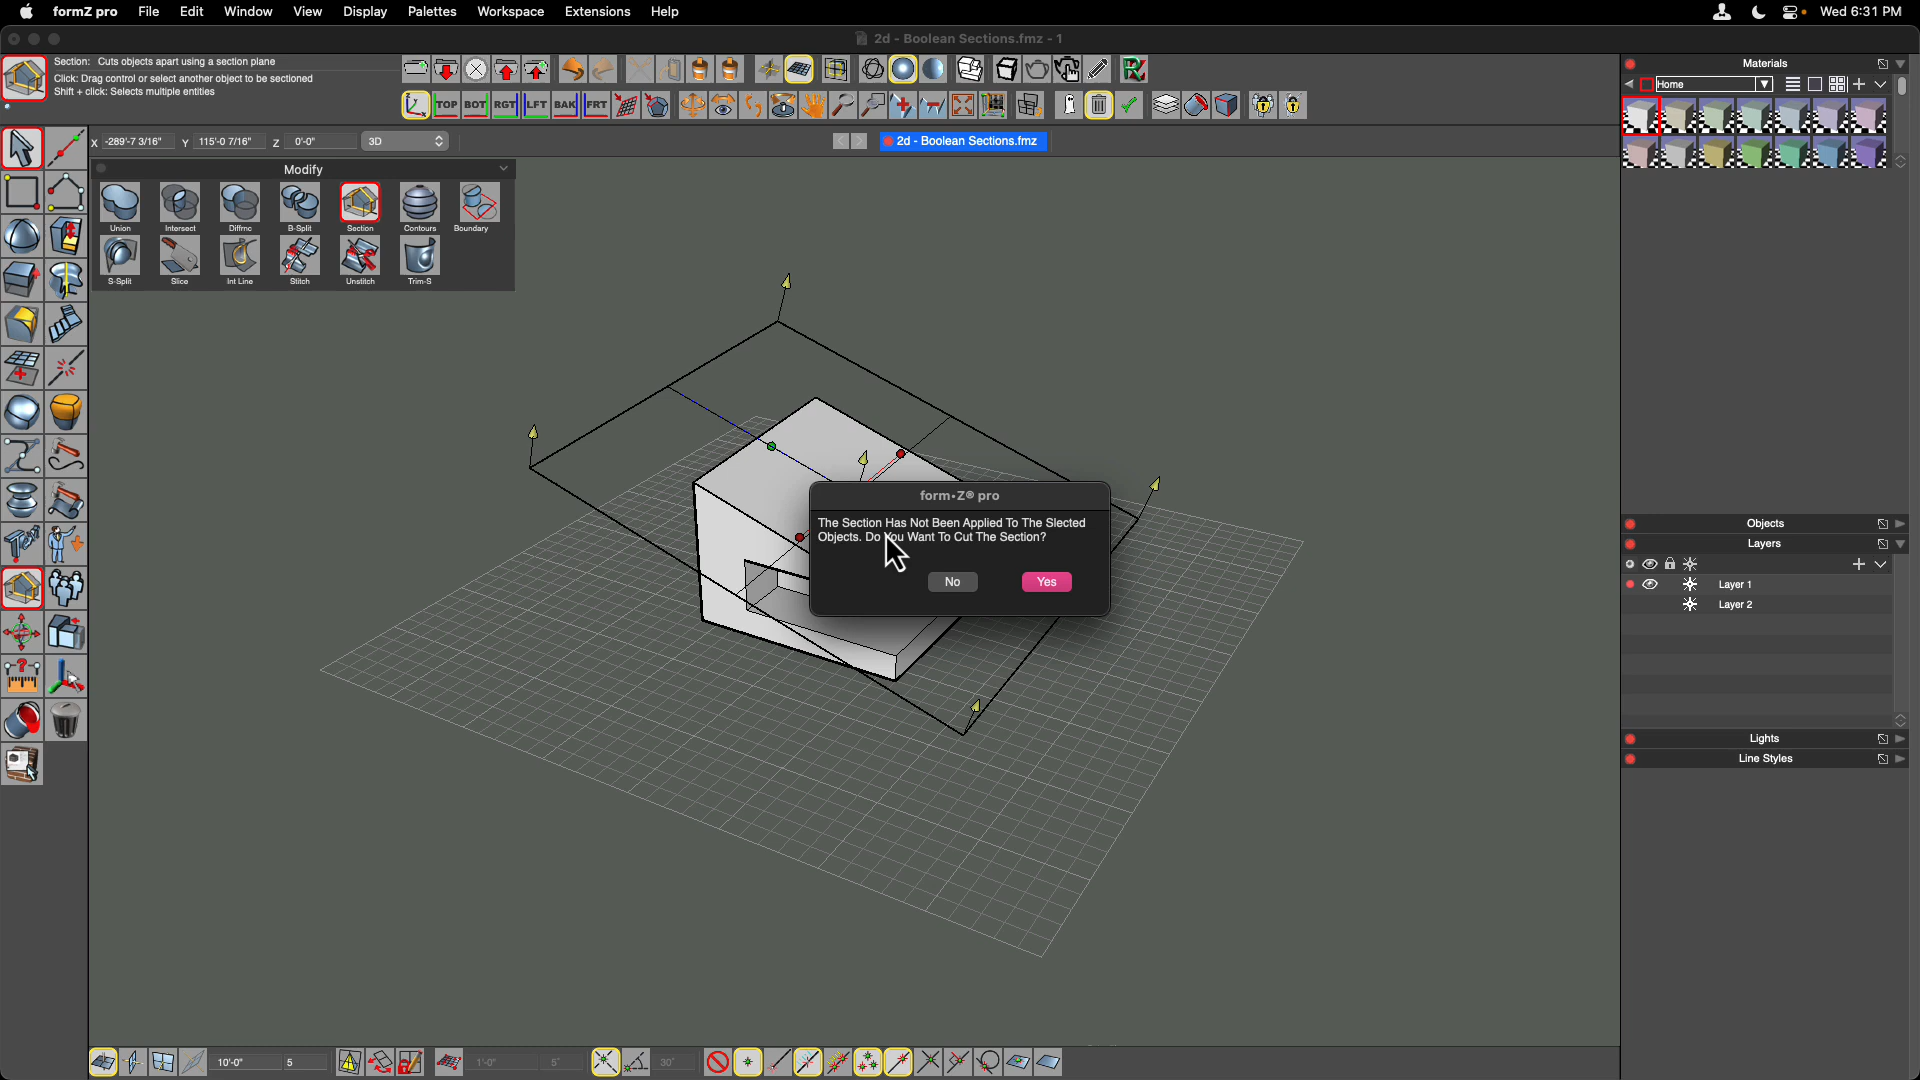 formZ pro File Edit Window View Display Palettes Workspace Extensions Help Wed 6:31 PM
2d - Boolean Sections.fmz - 1
Section: Cuts objects apart using a section plane
Click: Drag control or select another object to be sectioned
Shift + click: Selects multiple entities
Materials
Home
TOP BOT RGT LFT BAK FRT
X -289'-7 3/16" Y 115'-0 7/16" Z 0'-0" 3D
2d - Boolean Sections.fmz
Modify
Union Intersect Diffrnc B-Split Section Contours Boundary
S-Split Slice Int Line Stitch Unstitch Trim-S
form•Z® pro
The Section Has Not Been Applied To The Slected
Objects. Do You Want To Cut The Section?
No Yes
Objects
Layers
Layer 1
Layer 2
Lights
Line Styles
10'-0" 5 1'-0" 5° 30°